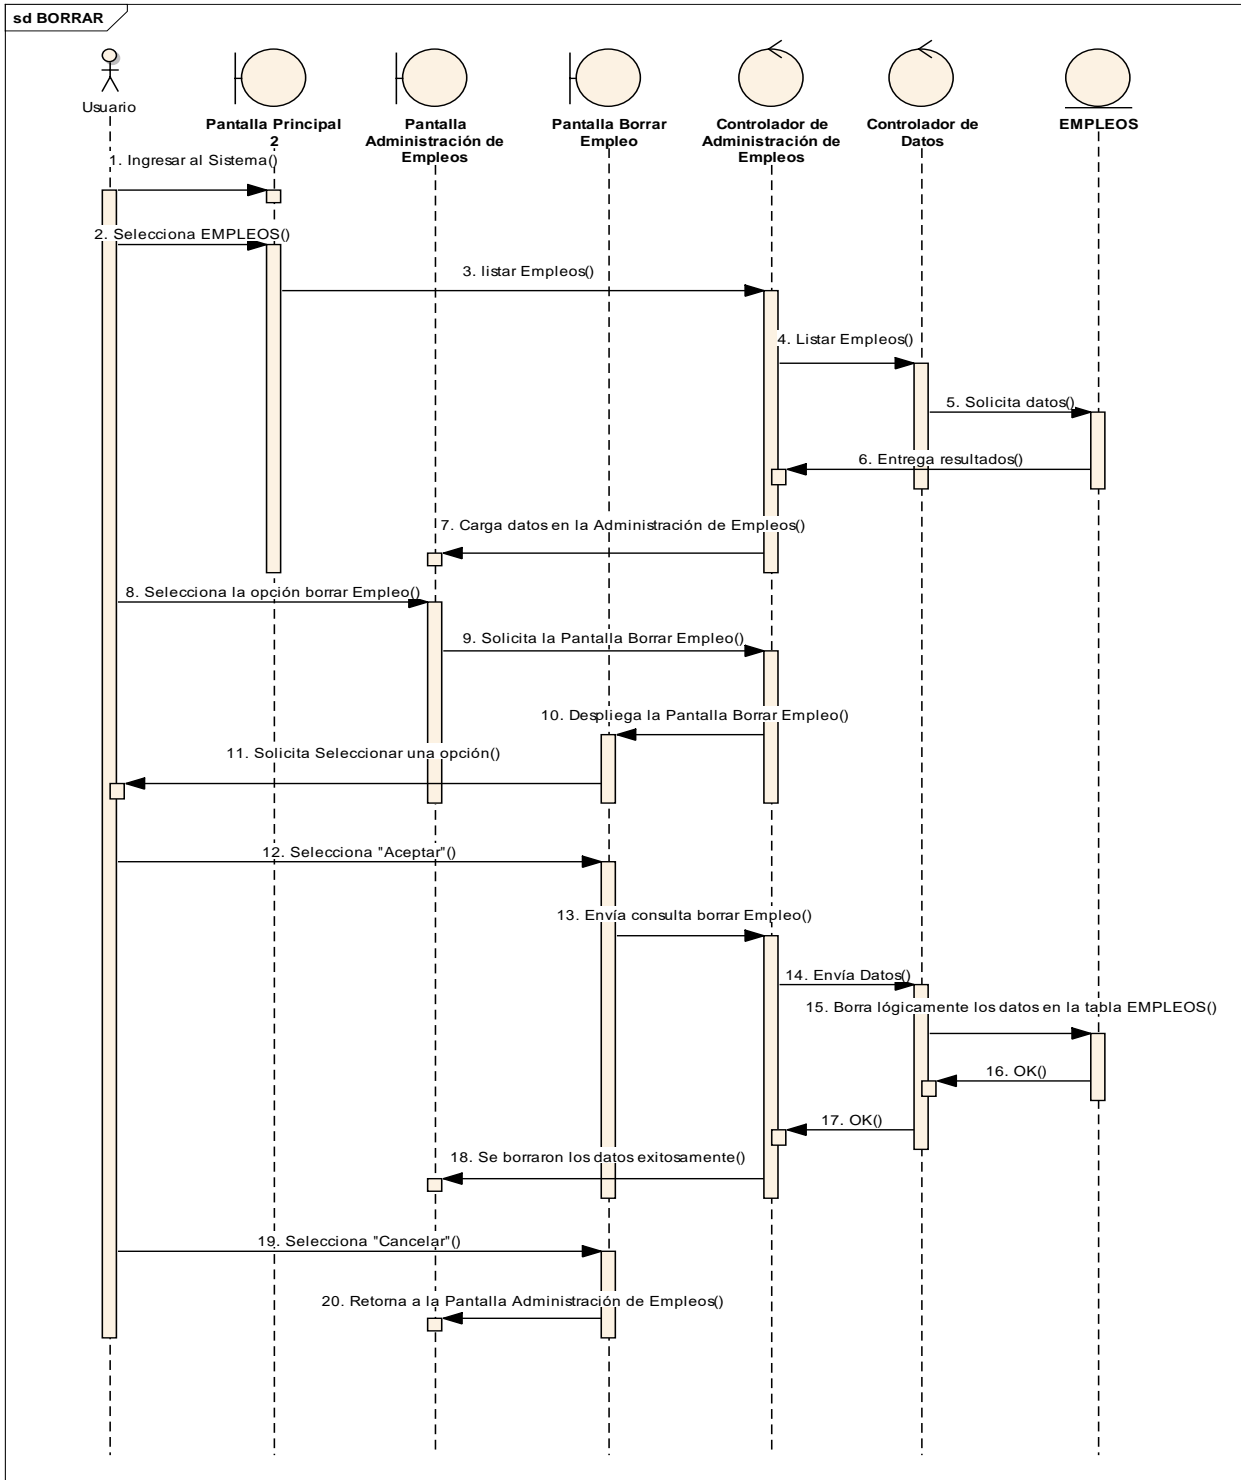 sd BORRAR
Usuario
Pantalla Principal
2
Pantalla
Administración de
Empleos
Pantalla Borrar
Empleo
Controlador de
Administración de
Empleos
Controlador de
Datos
EMPLEOS
1. Ingresar al Sistema()
2. Selecciona EMPLEOS()
3. listar Empleos()
4. Listar Empleos()
5. Solicita datos()
6. Entrega resultados()
7. Carga datos en la Administración de Empleos()
8. Selecciona la opción borrar Empleo()
9. Solicita la Pantalla Borrar Empleo()
10. Despliega la Pantalla Borrar Empleo()
11. Solicita Seleccionar una opción()
12. Selecciona "Aceptar"()
13. Envía consulta borrar Empleo()
14. Envía Datos()
15. Borra lógicamente los datos en la tabla EMPLEOS()
16. OK()
17. OK()
18. Se borraron los datos exitosamente()
19. Selecciona "Cancelar"()
20. Retorna a la Pantalla Administración de Empleos()